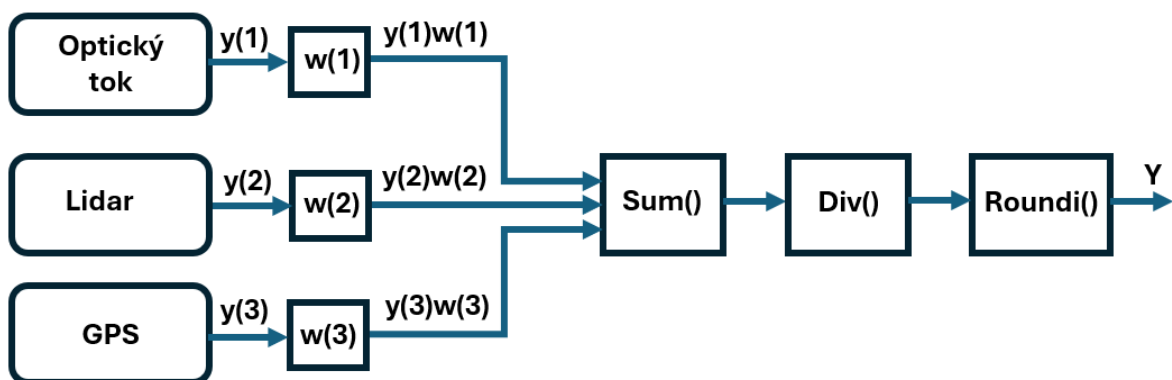 Optický
tok
y(1)
w(1)
y(1)w(1)
Lidar
y(2)
w(2)
y(2)w(2)
GPS
y(3)
w(3)
y(3)w(3)
Sum()
Div()
Roundi()
Y